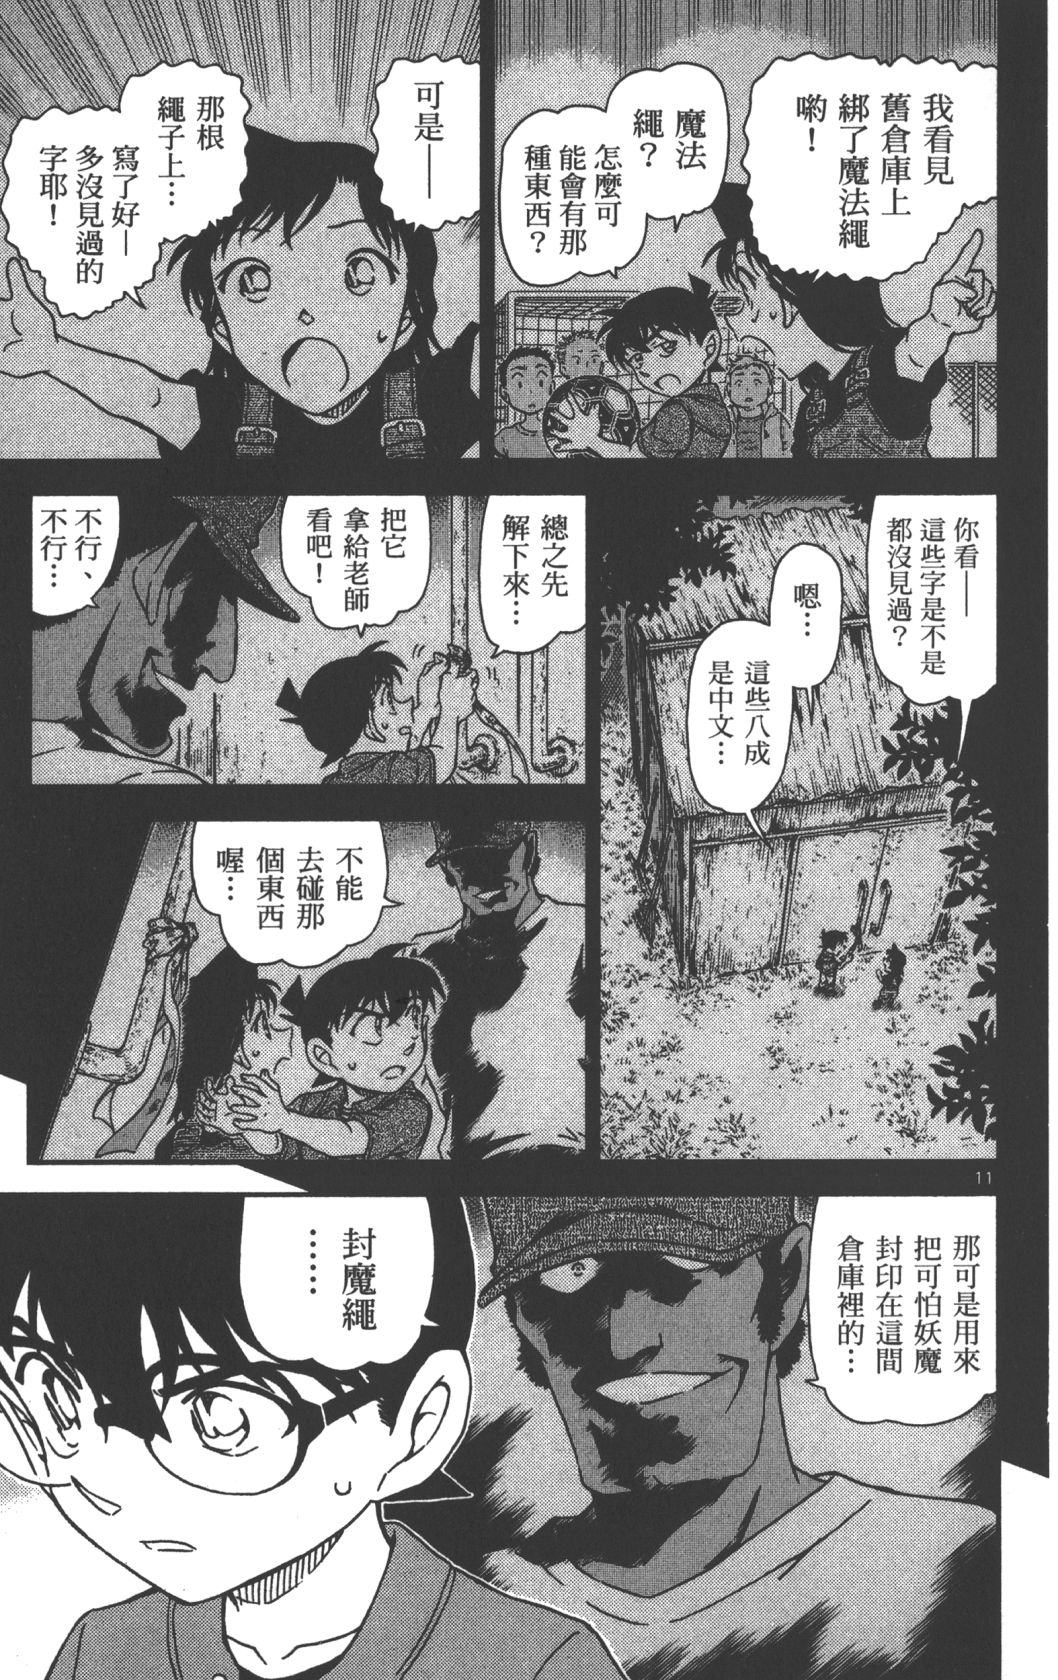 我看見
舊倉庫上
綁了魔法繩
喲！
魔法
繩？
怎麼可
能會有那
種東西？
可是——
那根
繩子上…
寫了好—
多沒見過的
字耶！
你看——
這些字是不是
都沒見過？
嗯…
這些八成
是中文…
總之先
解下來…
把它
拿給老師
看吧！
不行、
不行…
不能
去碰那
個東西
喔…
11
那可是用來
把可怕妖魔
封印在這間
倉庫裡的…
封魔繩
……